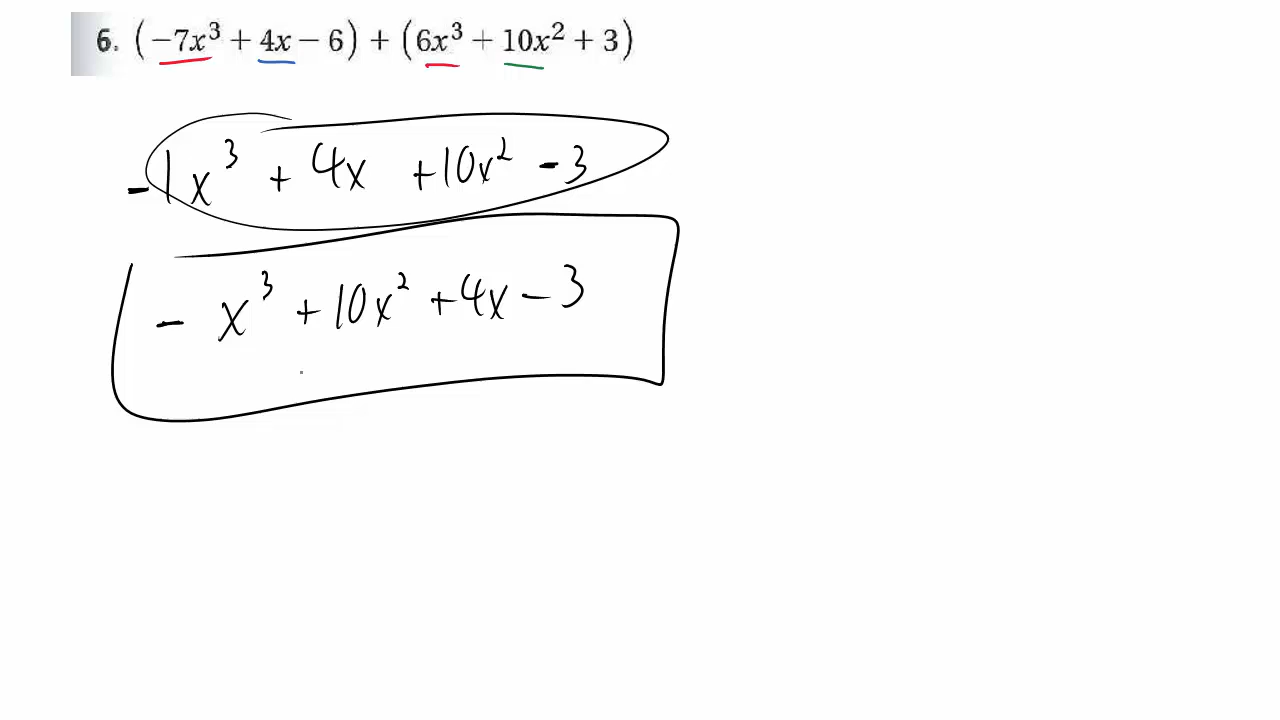 6. (−7x³ + 4x − 6) + (6x³ + 10x² + 3)
-1x³ + 4x +10x² -3
- x³ +10x² +4x -3